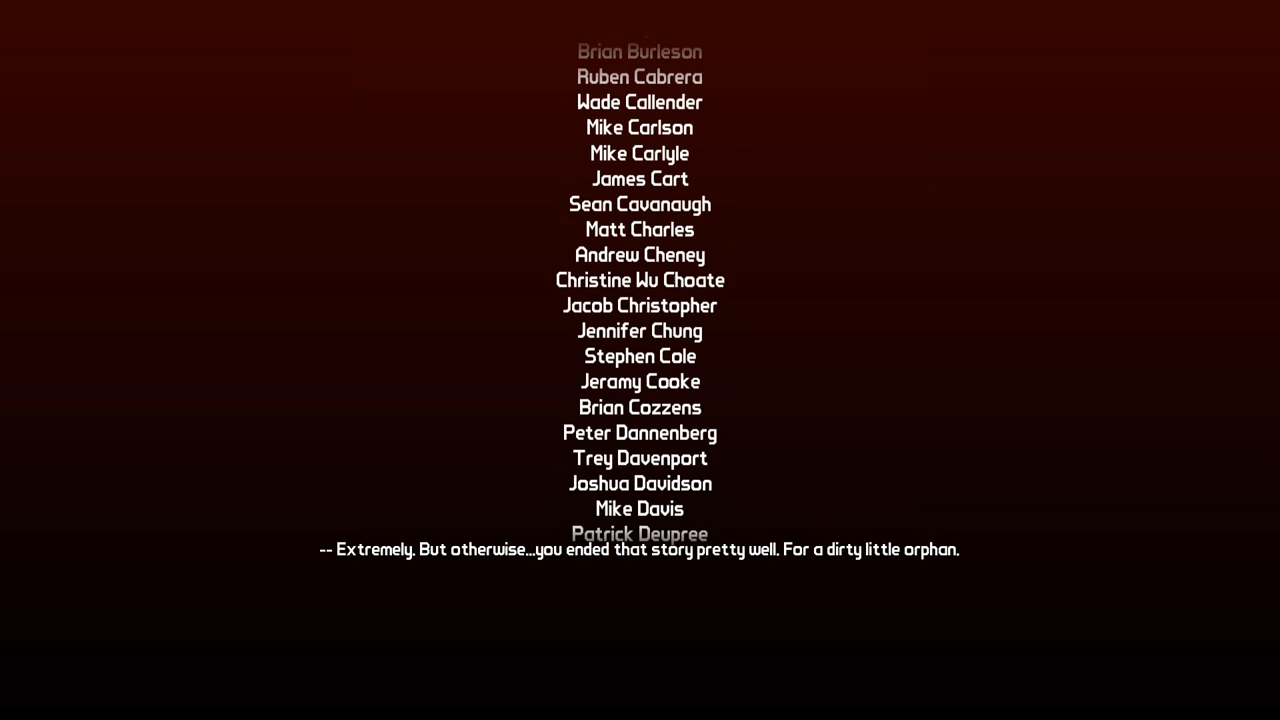 Brian Burleson
Ruben Cabrera
Wade Callender
Mike Carlson
Mike Carlyle
James Cart
Sean Cavanaugh
Matt Charles
Andrew Cheney
Christine Wu Choate
Jacob Christopher
Jennifer Chung
Stephen Cole
Jeramy Cooke
Brian Cozzens
Peter Dannenberg
Trey Davenport
Joshua Davidson
Mike Davis
Patrick Deupree
-- Extremely. But otherwise...you ended that story pretty well. For a dirty little orphan.